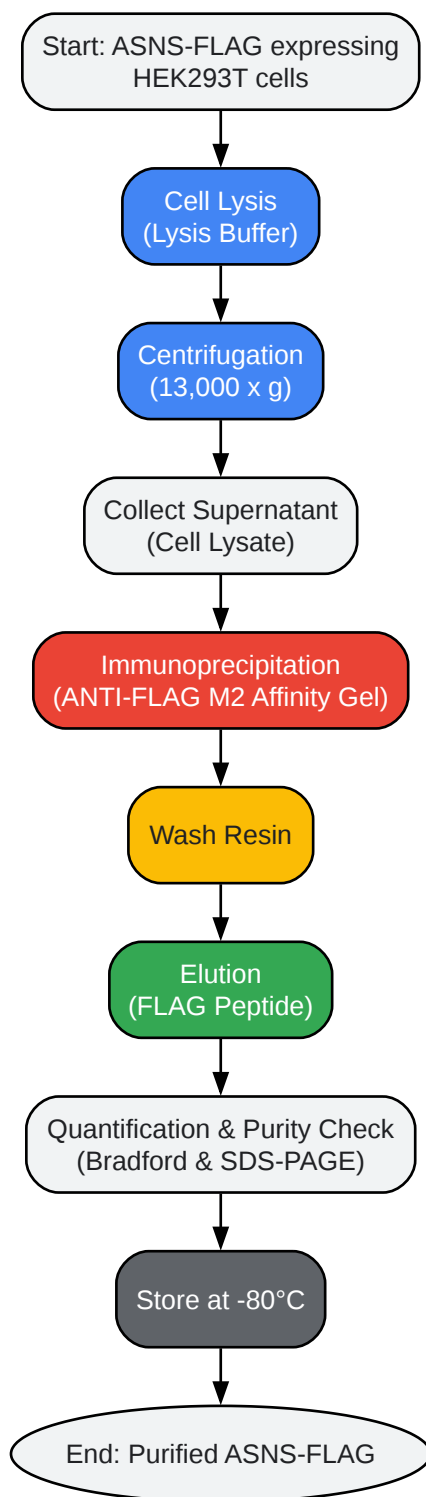 Start: ASNS-FLAG expressing
HEK293T cells
Cell Lysis
(Lysis Buffer)
Centrifugation
(13,000 x g)
Collect Supernatant
(Cell Lysate)
Immunoprecipitation
(ANTI-FLAG M2 Affinity Gel)
Wash Resin
Elution
(FLAG Peptide)
Quantification & Purity Check
(Bradford & SDS-PAGE)
Store at -80°C
End: Purified ASNS-FLAG